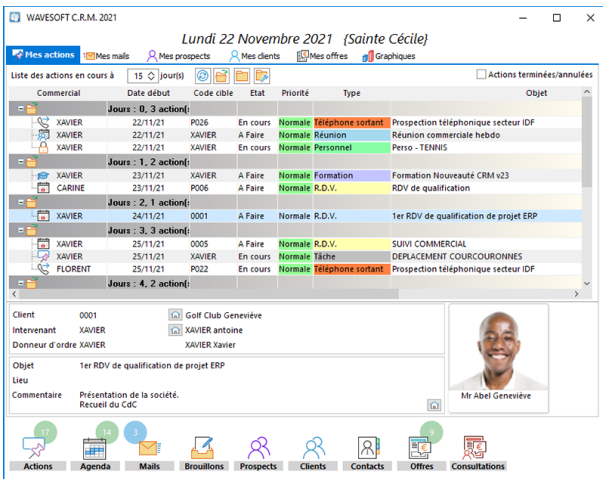 WAVESOFT C.R.M. 2021
Lundi 22 Novembre 2021 {Sainte Cécile}
Mes actions Mes mails Mes prospects Mes clients Mes offres Graphiques
Liste des actions en cours à 15 jour(s) Actions terminées/annulées
Commercial Date début Code cible Etat Priorité Type Objet
Jours : 0, 3 action(s
XAVIER 22/11/21 P026 En cours Normale Téléphone sortant Prospection téléphonique secteur IDF
XAVIER 22/11/21 XAVIER A Faire Normale Réunion Réunion commerciale hebdo
XAVIER 22/11/21 XAVIER En cours Normale Personnel Perso - TENNIS
Jours : 1, 2 action(s
XAVIER 23/11/21 XAVIER A Faire Normale Formation Formation Nouveauté CRM v23
CARINE 23/11/21 P006 A Faire Normale R.D.V. RDV de qualification
Jours : 2, 1 action(s
XAVIER 24/11/21 0001 A Faire Normale R.D.V. 1er RDV de qualification de projet ERP
Jours : 3, 3 action(s
XAVIER 25/11/21 0005 A Faire Normale R.D.V. SUIVI COMMERCIAL
XAVIER 25/11/21 XAVIER En cours Normale Tâche DEPLACEMENT COURCOURONNES
FLORENT 25/11/21 P022 En cours Normale Téléphone sortant Prospection téléphonique secteur IDF
Jours : 4, 2 action(s
Client 0001 Golf Club Geneviève
Intervenant XAVIER XAVIER antoine
Donneur d'ordre XAVIER XAVIER Xavier
Objet 1er RDV de qualification de projet ERP
Lieu
Commentaire Présentation de la société.
Recueil du CdC
Mr Abel Geneviève
17 14 3 9
Actions Agenda Mails Brouillons Prospects Clients Contacts Offres Consultations